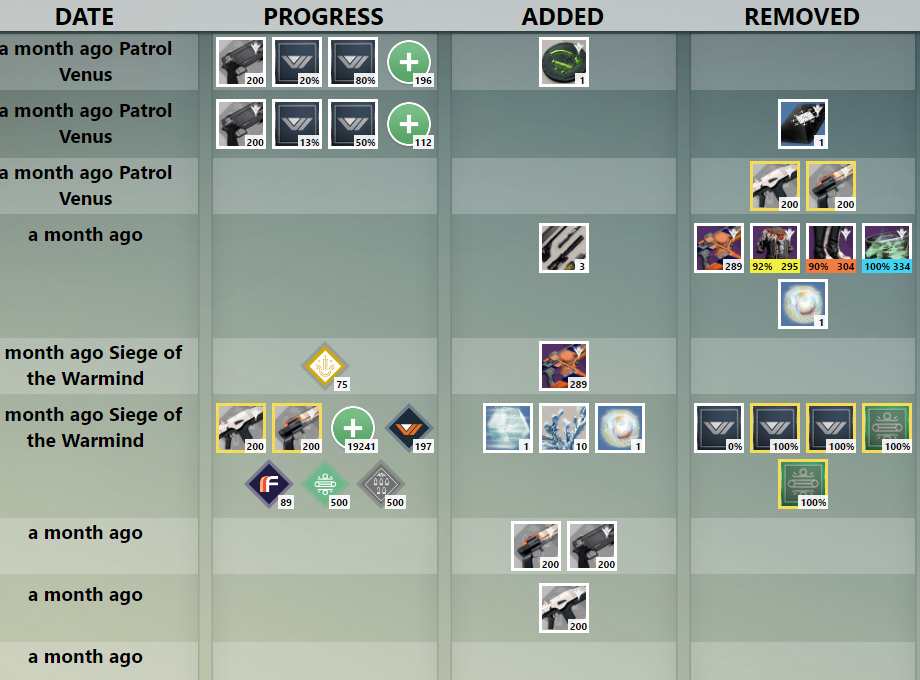 DATE PROGRESS ADDED REMOVED
a month ago Patrol
Venus
200 20% 80% 196 1
a month ago Patrol
Venus
200 13% 50% 112 1
a month ago Patrol
Venus
200 200
a month ago
3 289 92% 295 90% 304 100% 334
1
month ago Siege of
the Warmind
75 289
month ago Siege of
the Warmind
200 200 19241 197 1 10 1 0% 100% 100% 100%
89 500 500 100%
a month ago
200 200
a month ago
200
a month ago